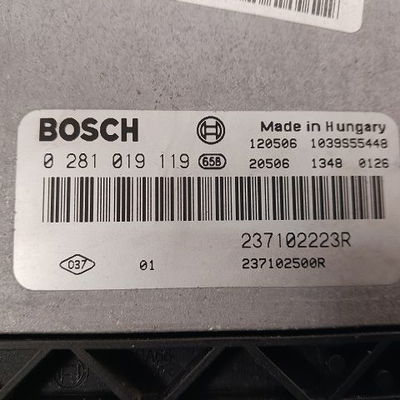 BOSCH
Made in Hungary
120506 1039S55448
0 281 019 119 658
20506 1348 0126
237102223R
037 01 237102500R